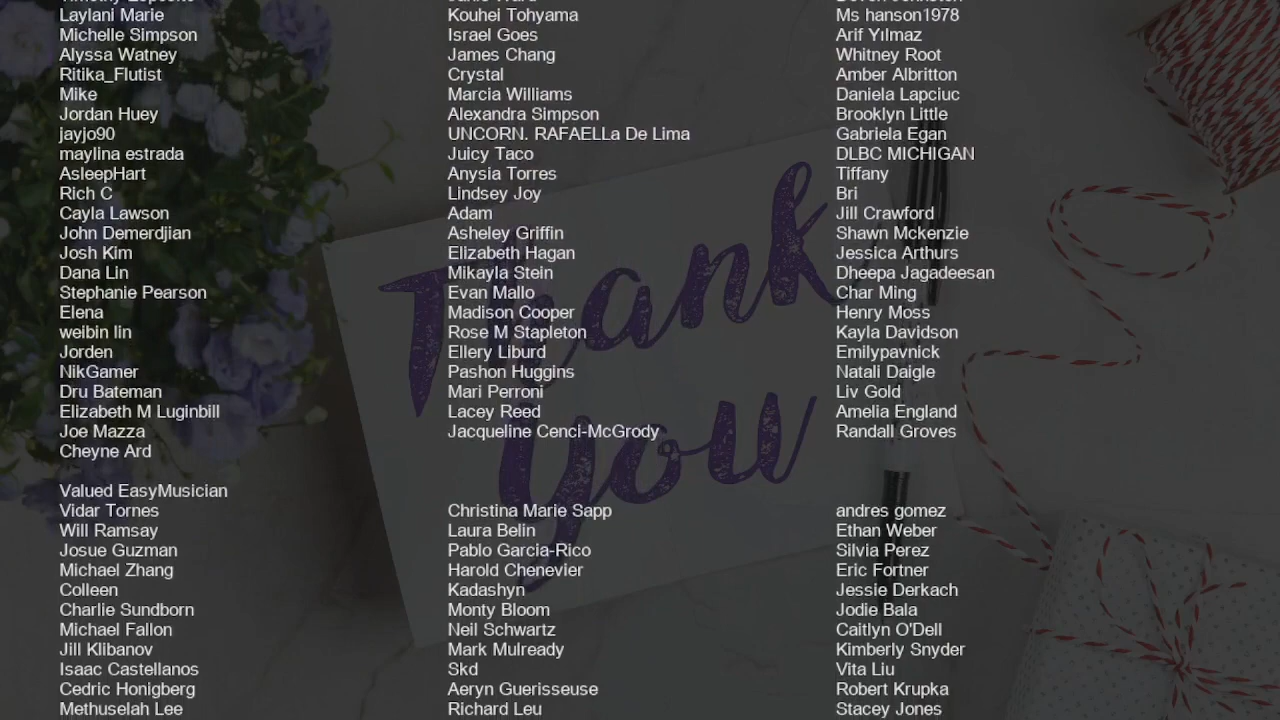 Laylani Marie
Michelle Simpson
Alyssa Watney
Ritika_Flutist
Mike
Jordan Huey
jayjo90
maylina estrada
AsleepHart
Rich C
Cayla Lawson
John Demerdjian
Josh Kim
Dana Lin
Stephanie Pearson
Elena
weibin lin
Jorden
NikGamer
Dru Bateman
Elizabeth M Luginbill
Joe Mazza
Cheyne Ard
Kouhei Tohyama
Israel Goes
James Chang
Crystal
Marcia Williams
Alexandra Simpson
UNCORN. RAFAELLa De Lima
Juicy Taco
Anysia Torres
Lindsey Joy
Adam
Asheley Griffin
Elizabeth Hagan
Mikayla Stein
Evan Mallo
Madison Cooper
Rose M Stapleton
Ellery Liburd
Pashon Huggins
Mari Perroni
Lacey Reed
Jacqueline Cenci-McGrody
Ms hanson1978
Arif Yılmaz
Whitney Root
Amber Albritton
Daniela Lapciuc
Brooklyn Little
Gabriela Egan
DLBC MICHIGAN
Tiffany
Bri
Jill Crawford
Shawn Mckenzie
Jessica Arthurs
Dheepa Jagadeesan
Char Ming
Henry Moss
Kayla Davidson
Emilypavnick
Natali Daigle
Liv Gold
Amelia England
Randall Groves
Valued EasyMusician
Vidar Tornes
Will Ramsay
Josue Guzman
Michael Zhang
Colleen
Charlie Sundborn
Michael Fallon
Jill Klibanov
Isaac Castellanos
Cedric Honigberg
Methuselah Lee
Christina Marie Sapp
Laura Belin
Pablo Garcia-Rico
Harold Chenevier
Kadashyn
Monty Bloom
Neil Schwartz
Mark Mulready
Skd
Aeryn Guerisseuse
Richard Leu
andres gomez
Ethan Weber
Silvia Perez
Eric Fortner
Jessie Derkach
Jodie Bala
Caitlyn O'Dell
Kimberly Snyder
Vita Liu
Robert Krupka
Stacey Jones
Thank
you